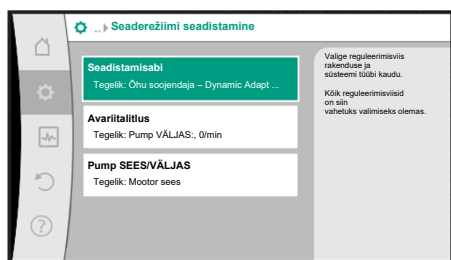 .. Seaderežiimi seadistamine
Seadistamisabi
Tegelik: Õhu soojendaja – Dynamic Adapt ...
Avariitalitlus
Tegelik: Pump VÄLJAS:, 0/min
Pump SEES/VÄLJAS
Tegelik: Mootor sees
Valige reguleerimisviis
rakenduse ja
süsteemi tüübi kaudu.
Kõik reguleerimisviisid
on siin
vahetuks valimiseks olemas.
?